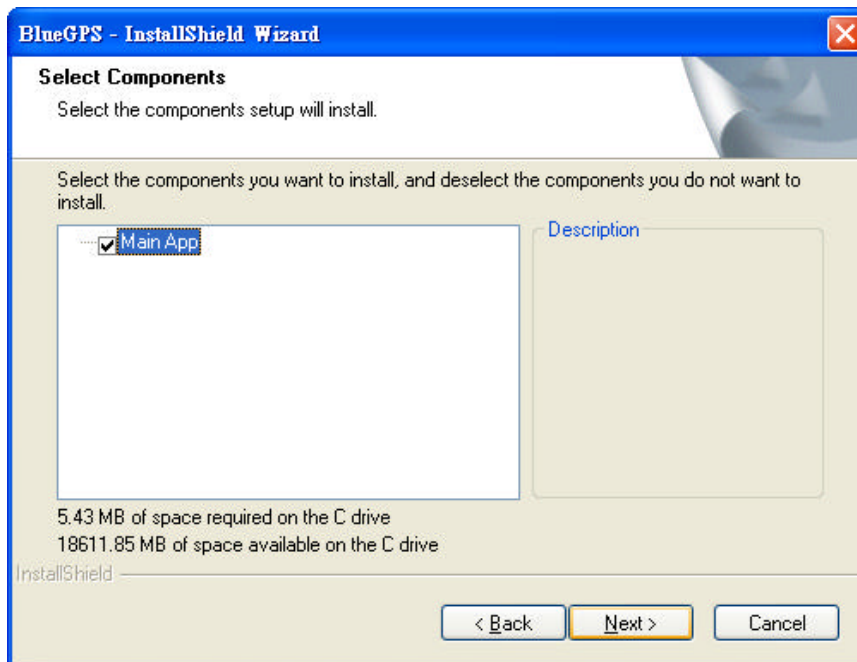 BlueGPS - InstallShield Wizard
Select Components
Select the components setup will install.
Select the components you want to install, and deselect the components you do not want to
install.
Main App
Description
5.43 MB of space required on the C drive
18611.85 MB of space available on the C drive
InstallShield
< Back
Next >
Cancel